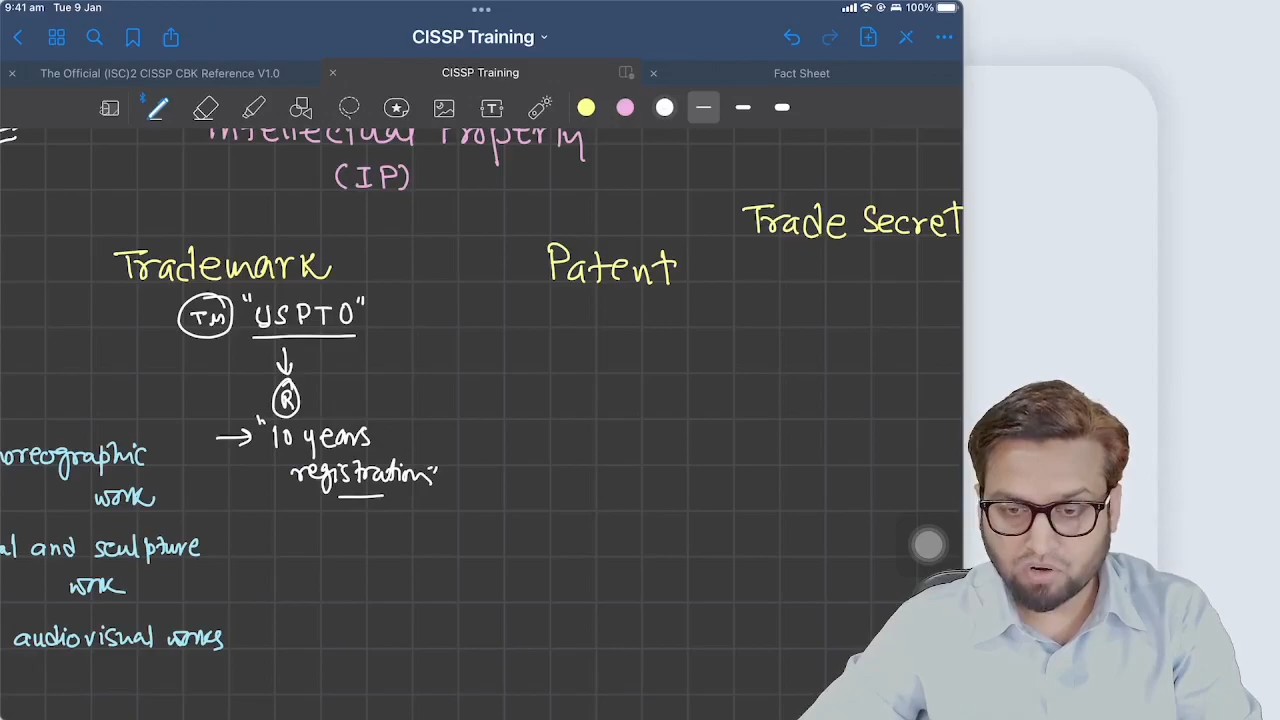 9:41 am Tue 9 Jan
100%
CISSP Training
The Official (ISC)2 CISSP CBK Reference V1.0
CISSP Training
Fact Sheet
Intellectual Property
(IP)
Trade Secret
Trademark
Patent
TM "USPTO"
R
"10 years
registration"
oreographic
work
al and sculpture
work
audiovisual works